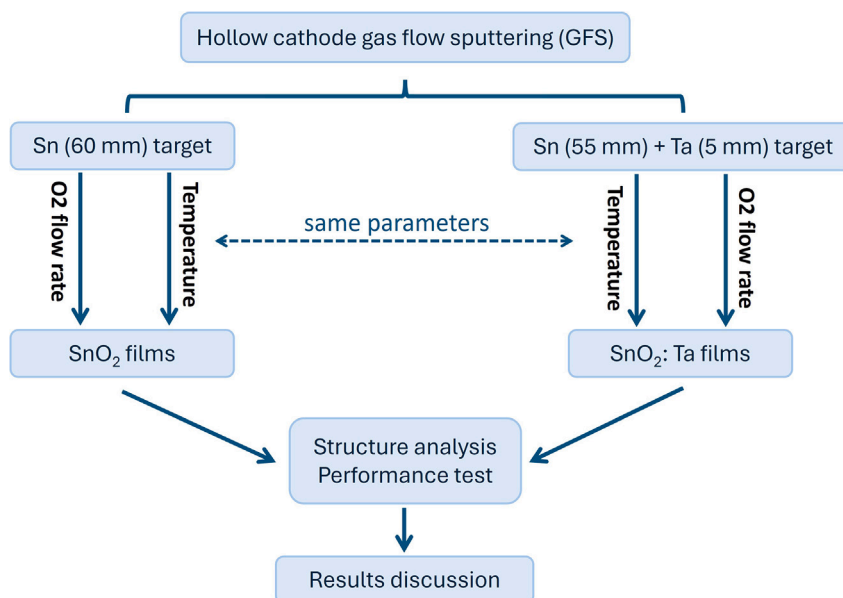 Hollow cathode gas flow sputtering (GFS)
Sn (60 mm) target
Sn (55 mm) + Ta (5 mm) target
O2 flow rate
Temperature
same parameters
Temperature
O2 flow rate
SnO₂ films
SnO₂: Ta films
Structure analysis
Performance test
Results discussion